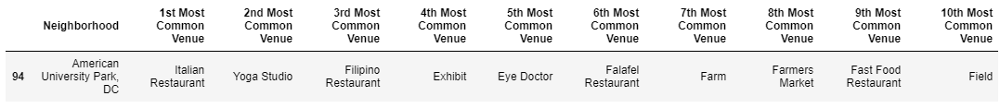 Neighborhood 1st Most Common Venue 2nd Most Common Venue 3rd Most Common Venue 4th Most Common Venue 5th Most Common Venue 6th Most Common Venue 7th Most Common Venue 8th Most Common Venue 9th Most Common Venue 10th Most Common Venue
94 American University Park, DC Italian Restaurant Yoga Studio Filipino Restaurant Exhibit Eye Doctor Falafel Restaurant Farm Farmers Market Fast Food Restaurant Field